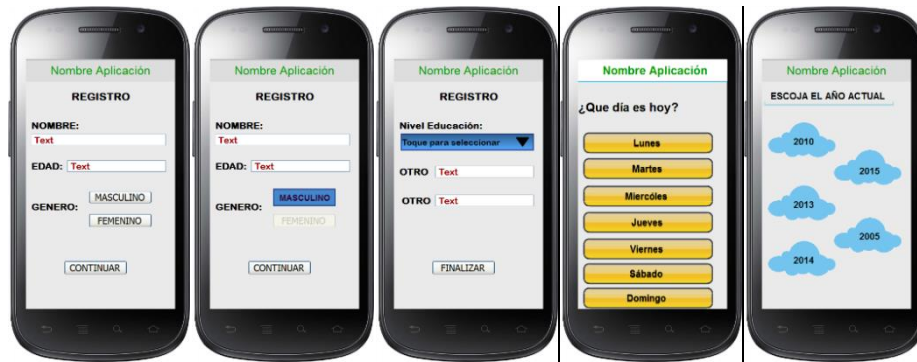 Nombre Aplicación
REGISTRO
NOMBRE:
Text
EDAD: Text
GENERO:
MASCULINO
FEMENINO
CONTINUAR
Nombre Aplicación
REGISTRO
NOMBRE:
Text
EDAD: Text
GENERO:
MASCULINO
FEMENINO
CONTINUAR
Nombre Aplicación
REGISTRO
Nivel Educación:
Toque para seleccionar
OTRO Text
OTRO Text
FINALIZAR
Nombre Aplicación
¿Que día es hoy?
Lunes
Martes
Miercóles
Jueves
Viernes
Sábado
Domingo
Nombre Aplicación
ESCOJA EL AÑO ACTUAL
2010
2015
2013
2005
2014